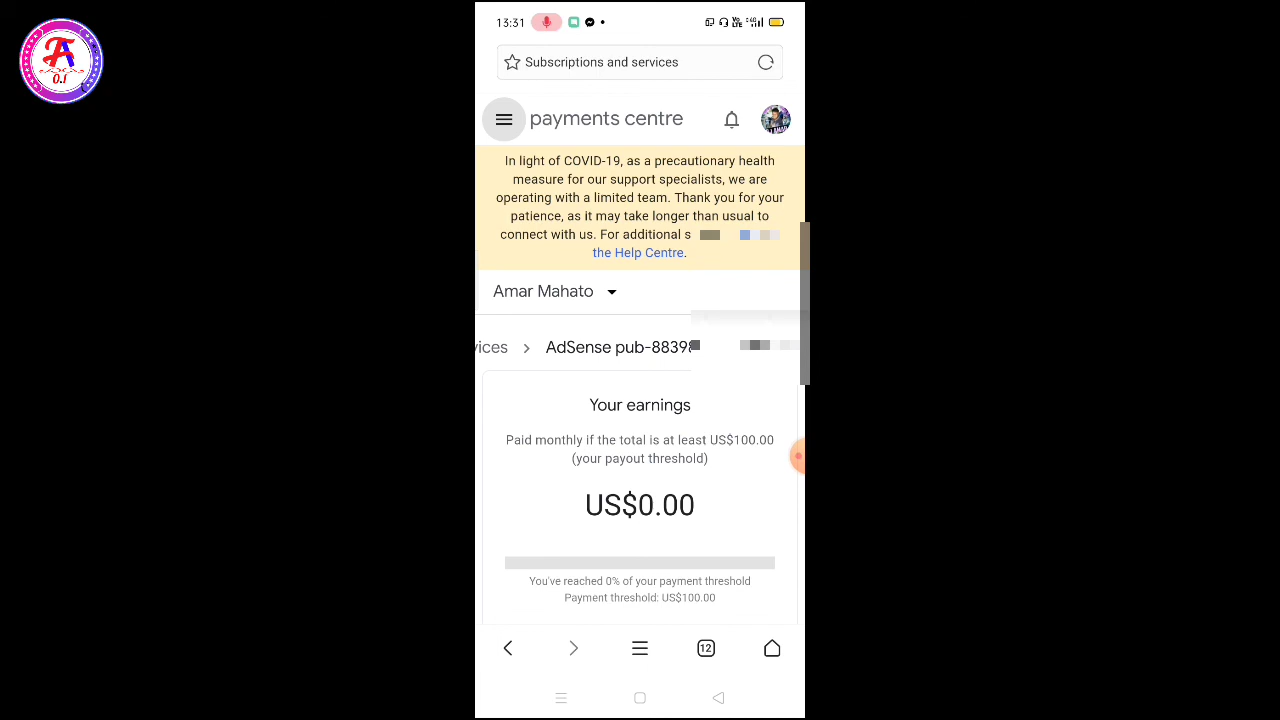 13:31
Subscriptions and services
payments centre
In light of COVID-19, as a precautionary health
measure for our support specialists, we are
operating with a limited team. Thank you for your
patience, as it may take longer than usual to
connect with us. For additional s
the Help Centre.
Amar Mahato
vices > AdSense pub-8839
Your earnings
Paid monthly if the total is at least US$100.00
(your payout threshold)
US$0.00
You've reached 0% of your payment threshold
Payment threshold: US$100.00
12